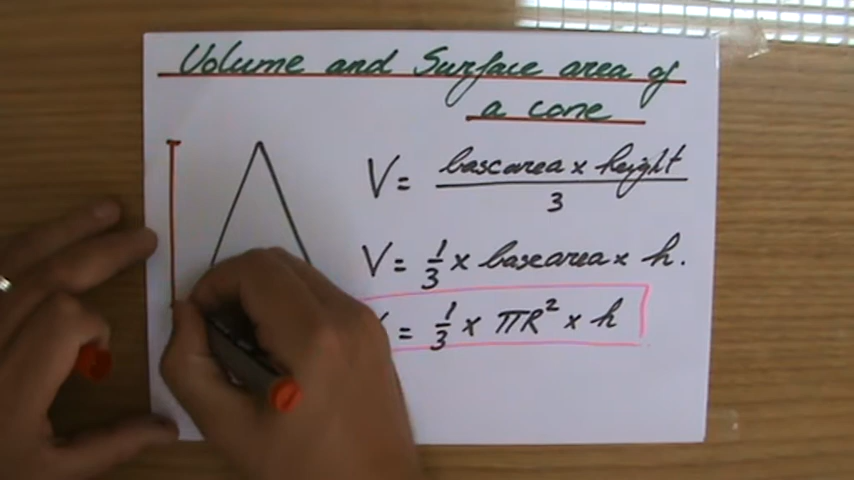 Volume and Surface area of
a cone
V = basearea x height / 3
V = 1/3 x basearea x h.
= 1/3 x πR² x h